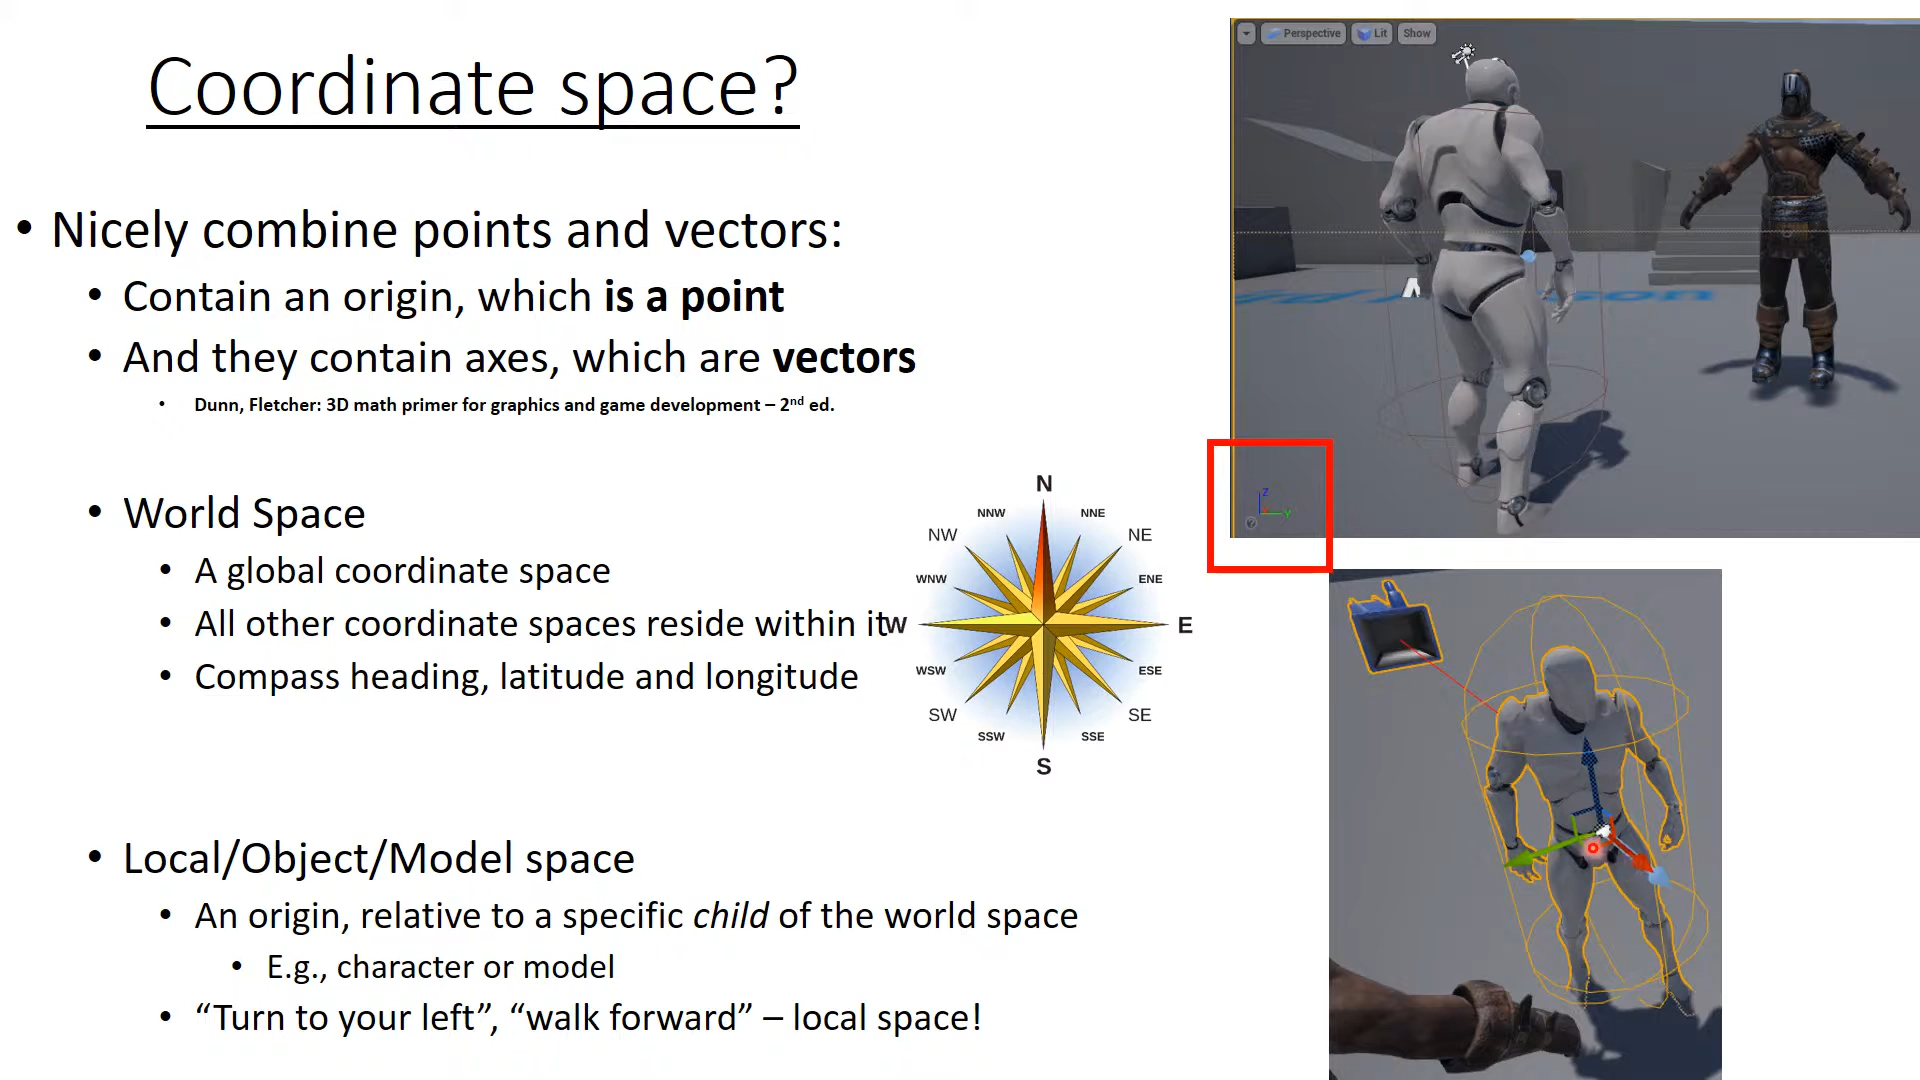 Coordinate space?
• Nicely combine points and vectors:
• Contain an origin, which is a point
• And they contain axes, which are vectors
• Dunn, Fletcher: 3D math primer for graphics and game development – 2nd ed.
• World Space
• A global coordinate space
• All other coordinate spaces reside within it
• Compass heading, latitude and longitude
• Local/Object/Model space
• An origin, relative to a specific child of the world space
• E.g., character or model
• “Turn to your left”, “walk forward” – local space!
N
NNW NNE
NW NE
WNW ENE
W E
WSW ESE
SW SE
SSW SSE
S
Perspective Lit Show
Z
Y